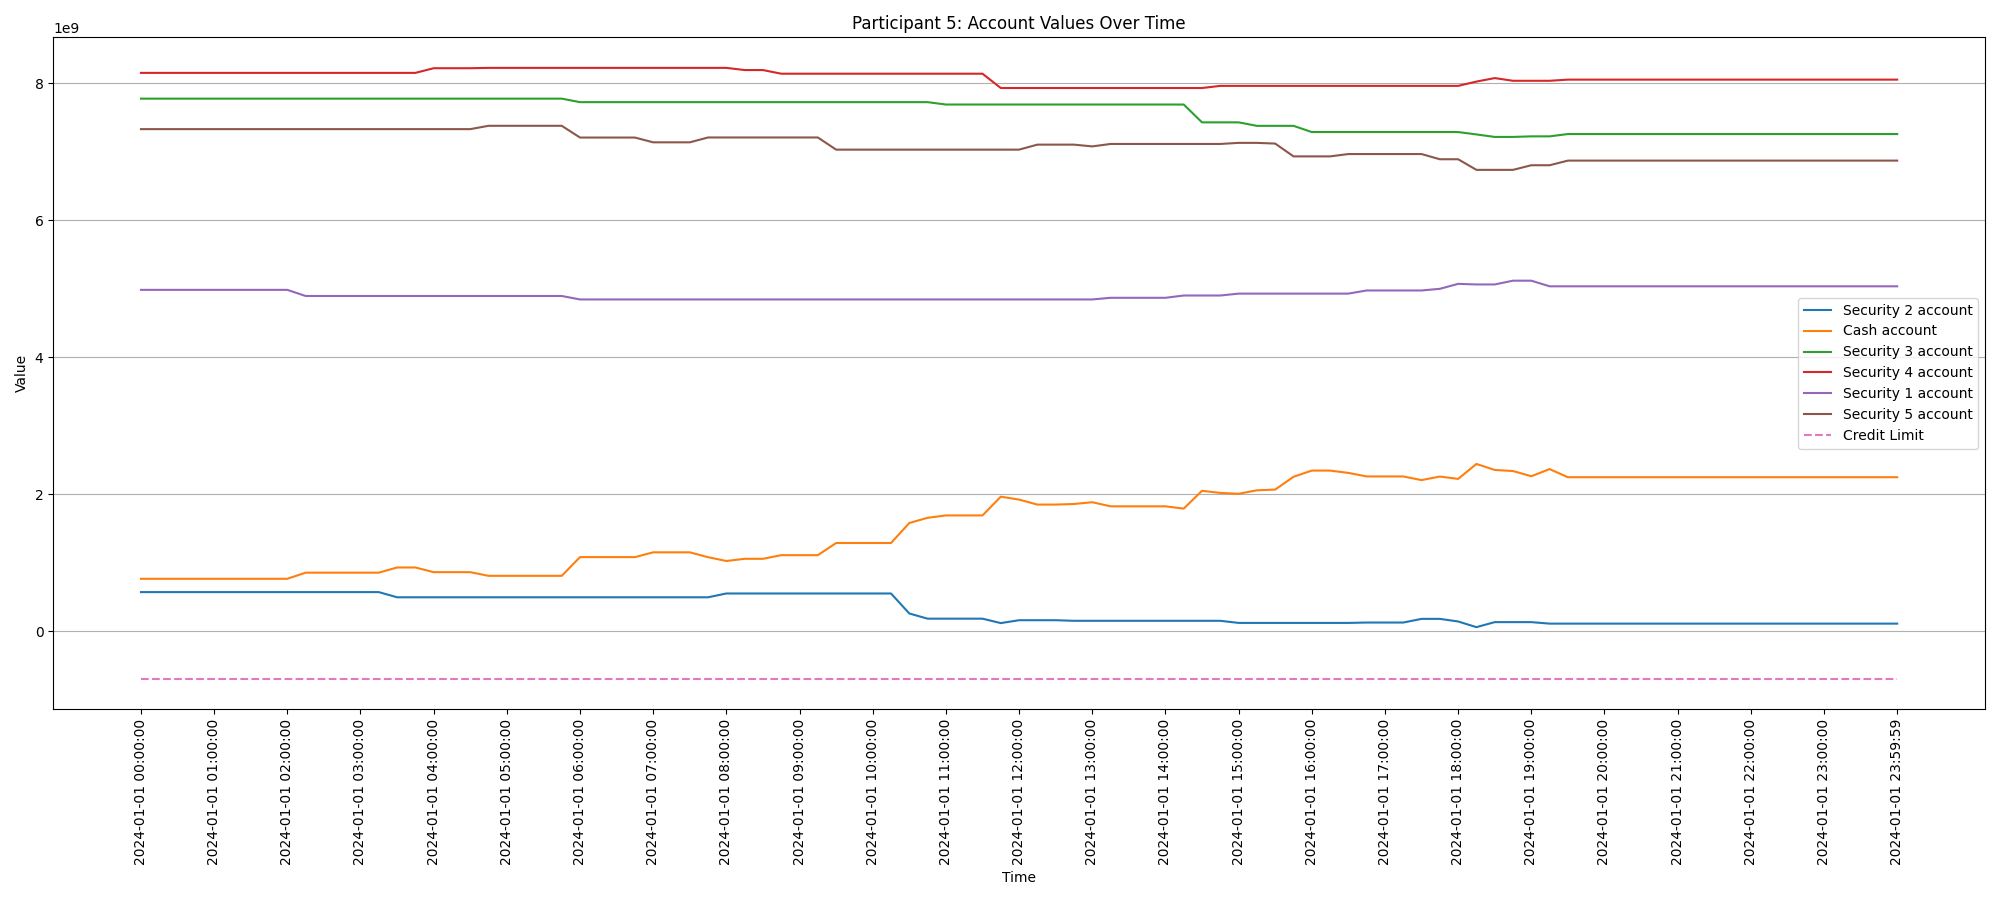 Participant 5: Account Values Over Time
1e9
8
6
4
2
0
Value
Security 2 account
Cash account
Security 3 account
Security 4 account
Security 1 account
Security 5 account
Credit Limit
2024-01-01 00:00:00
2024-01-01 01:00:00
2024-01-01 02:00:00
2024-01-01 03:00:00
2024-01-01 04:00:00
2024-01-01 05:00:00
2024-01-01 06:00:00
2024-01-01 07:00:00
2024-01-01 08:00:00
2024-01-01 09:00:00
2024-01-01 10:00:00
2024-01-01 11:00:00
2024-01-01 12:00:00
2024-01-01 13:00:00
2024-01-01 14:00:00
2024-01-01 15:00:00
2024-01-01 16:00:00
2024-01-01 17:00:00
2024-01-01 18:00:00
2024-01-01 19:00:00
2024-01-01 20:00:00
2024-01-01 21:00:00
2024-01-01 22:00:00
2024-01-01 23:00:00
2024-01-01 23:59:59
Time